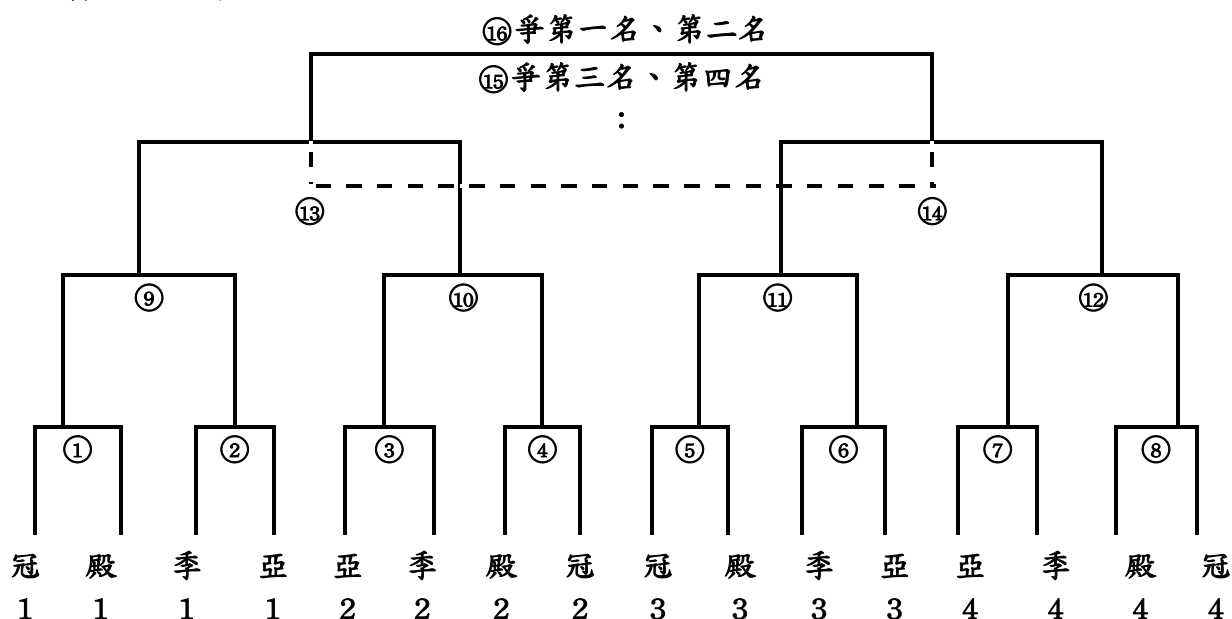 ⑯爭第一名、第二名
⑮爭第三名、第四名
:
⑬ ⑭
⑨ ⑩ ⑪ ⑫
① ② ③ ④ ⑤ ⑥ ⑦ ⑧
冠 殿 季 亞 亞 季 殿 冠 冠 殿 季 亞 亞 季 殿 冠
1 1 1 1 2 2 2 2 3 3 3 3 4 4 4 4